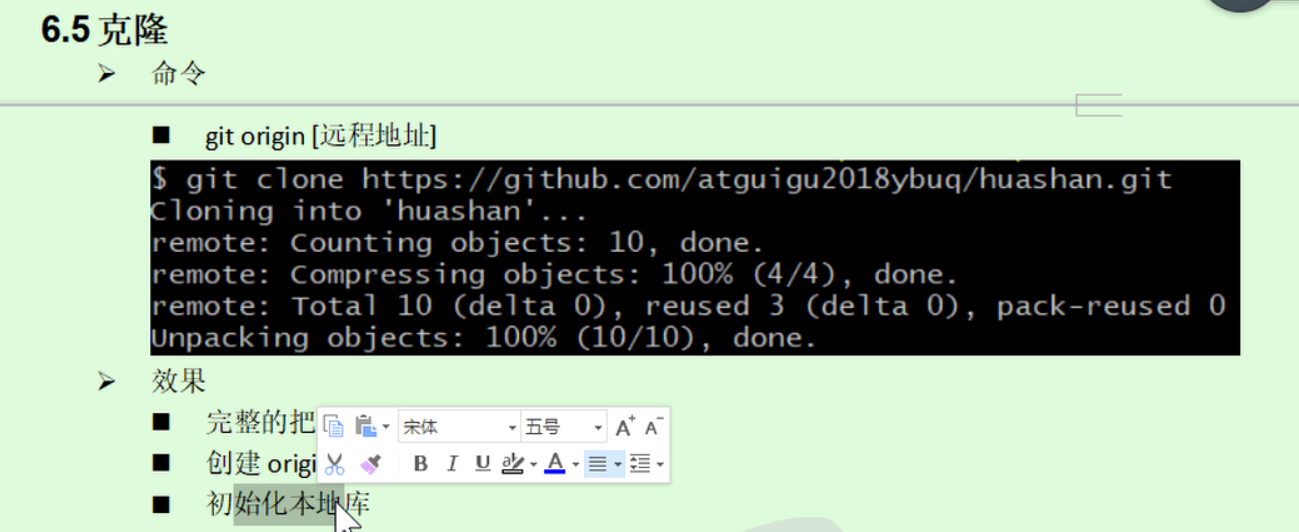 6.5 克隆
➢ 命令
■ git origin [远程地址]
$ git clone https://github.com/atguigu2018ybuq/huashan.git
Cloning into 'huashan'...
remote: Counting objects: 10, done.
remote: Compressing objects: 100% (4/4), done.
remote: Total 10 (delta 0), reused 3 (delta 0), pack-reused 0
Unpacking objects: 100% (10/10), done.
➢ 效果
■ 完整的把
宋体 五号 A+ A-
■ 创建 origi
B I U ab A
■ 初始化本地库